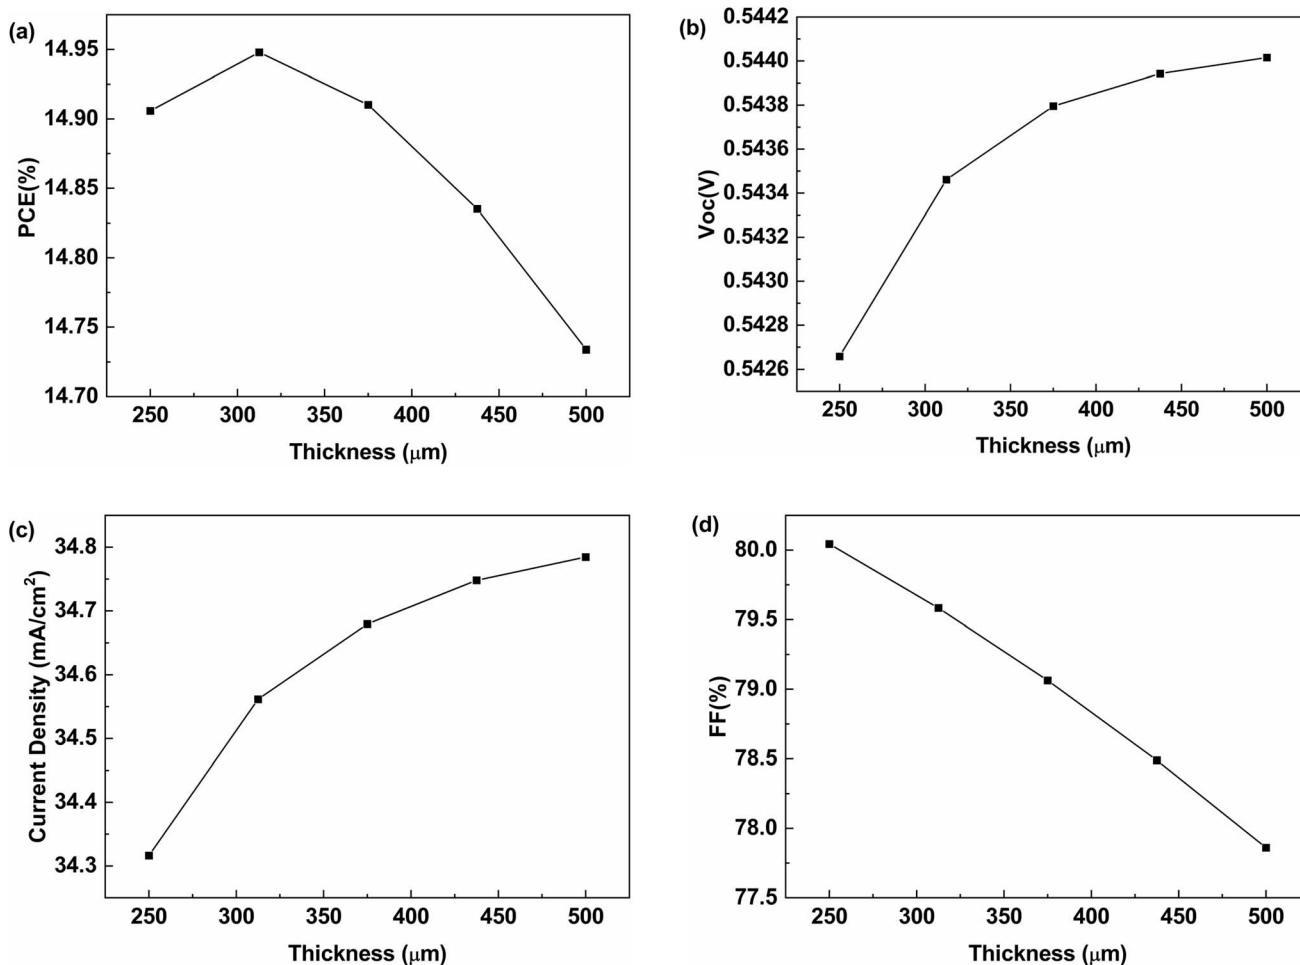 (a)
14.95
14.90
14.85
14.80
14.75
14.70
PCE(%)
250 300 350 400 450 500
Thickness (μm)
(b)
0.5442
0.5440
0.5438
0.5436
0.5434
0.5432
0.5430
0.5428
0.5426
Voc(V)
250 300 350 400 450 500
Thickness (μm)
(c)
34.8
34.7
34.6
34.5
34.4
34.3
Current Density (mA/cm²)
250 300 350 400 450 500
Thickness (μm)
(d)
80.0
79.5
79.0
78.5
78.0
77.5
FF(%)
250 300 350 400 450 500
Thickness (μm)